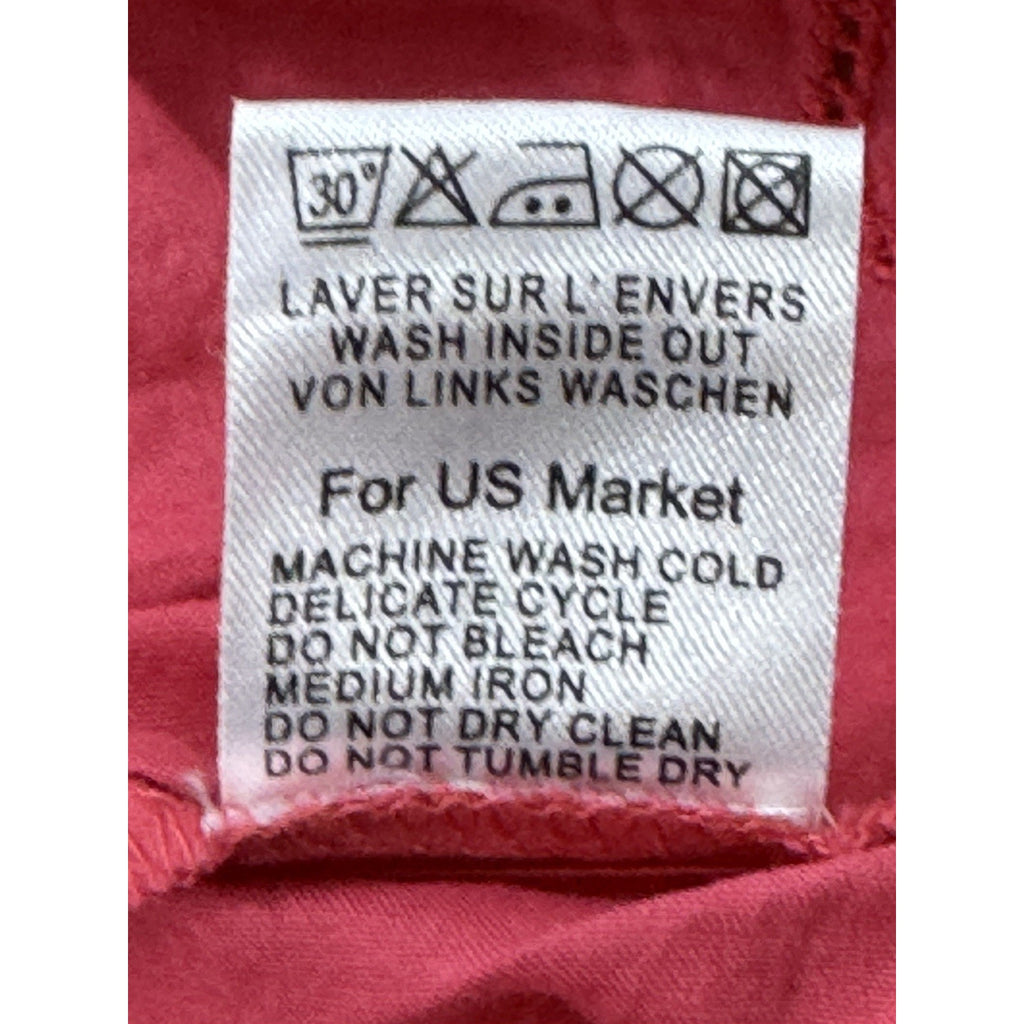 30°
LAVER SUR L' ENVERS
WASH INSIDE OUT
VON LINKS WASCHEN
For US Market
MACHINE WASH COLD
DELICATE CYCLE
DO NOT BLEACH
MEDIUM IRON
DO NOT DRY CLEAN
DO NOT TUMBLE DRY